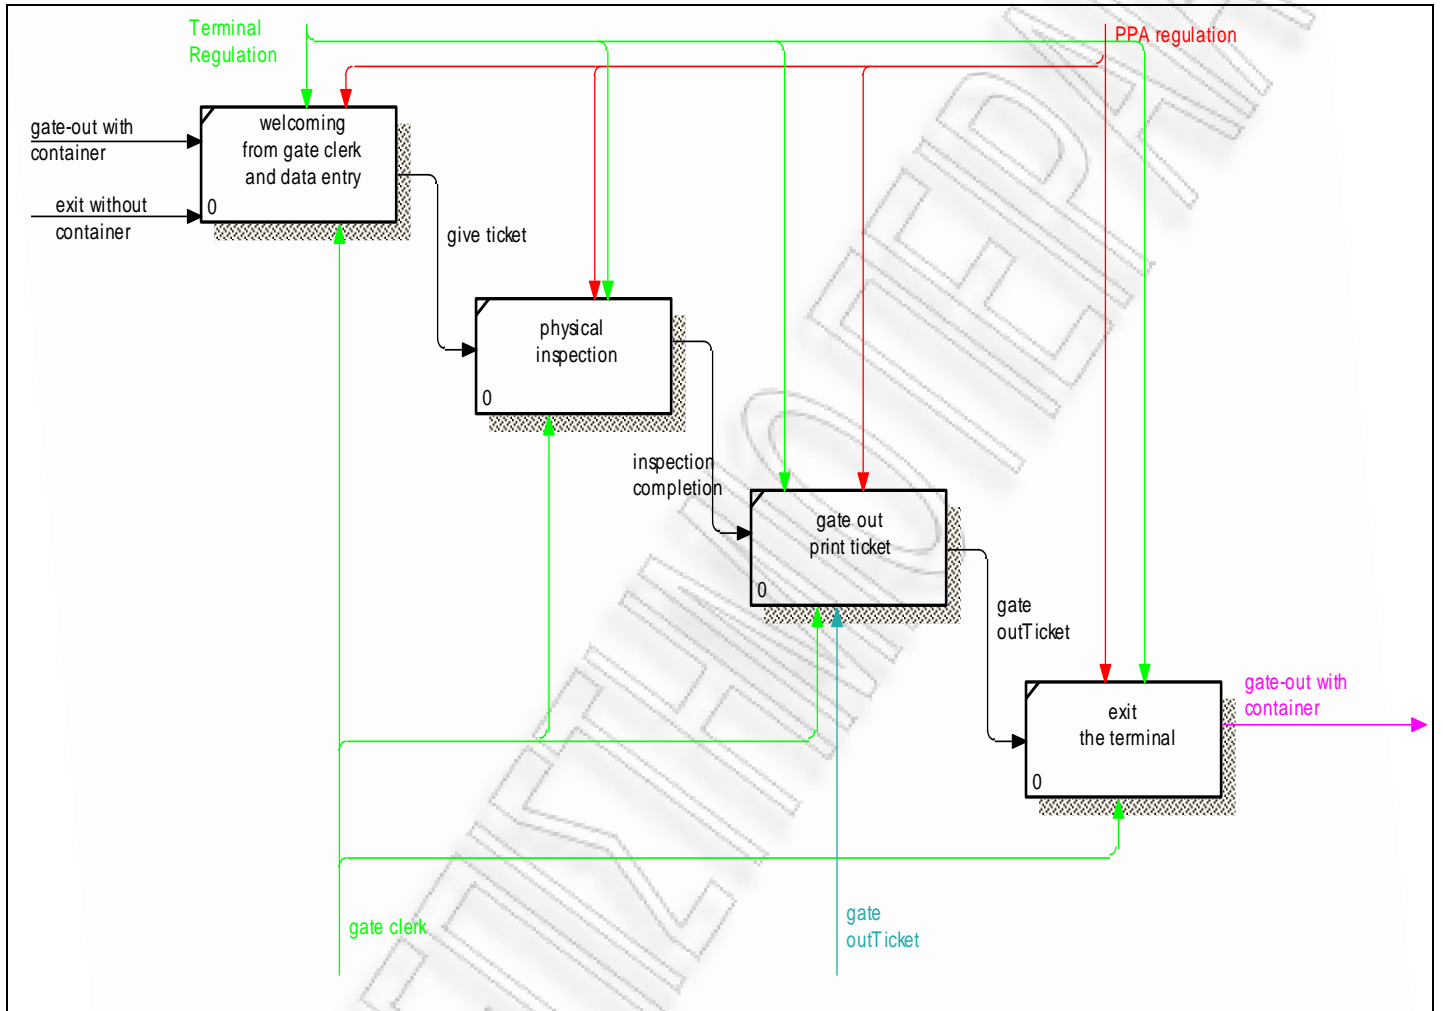 Terminal
Regulation
PPA regulation
gate-out with
container
exit without
container
welcoming
from gate clerk
and data entry
0
give ticket
physical
inspection
0
inspection
completion
gate out
print ticket
0
gate
outTicket
exit
the terminal
0
gate-out with
container
gate clerk
gate
outTicket